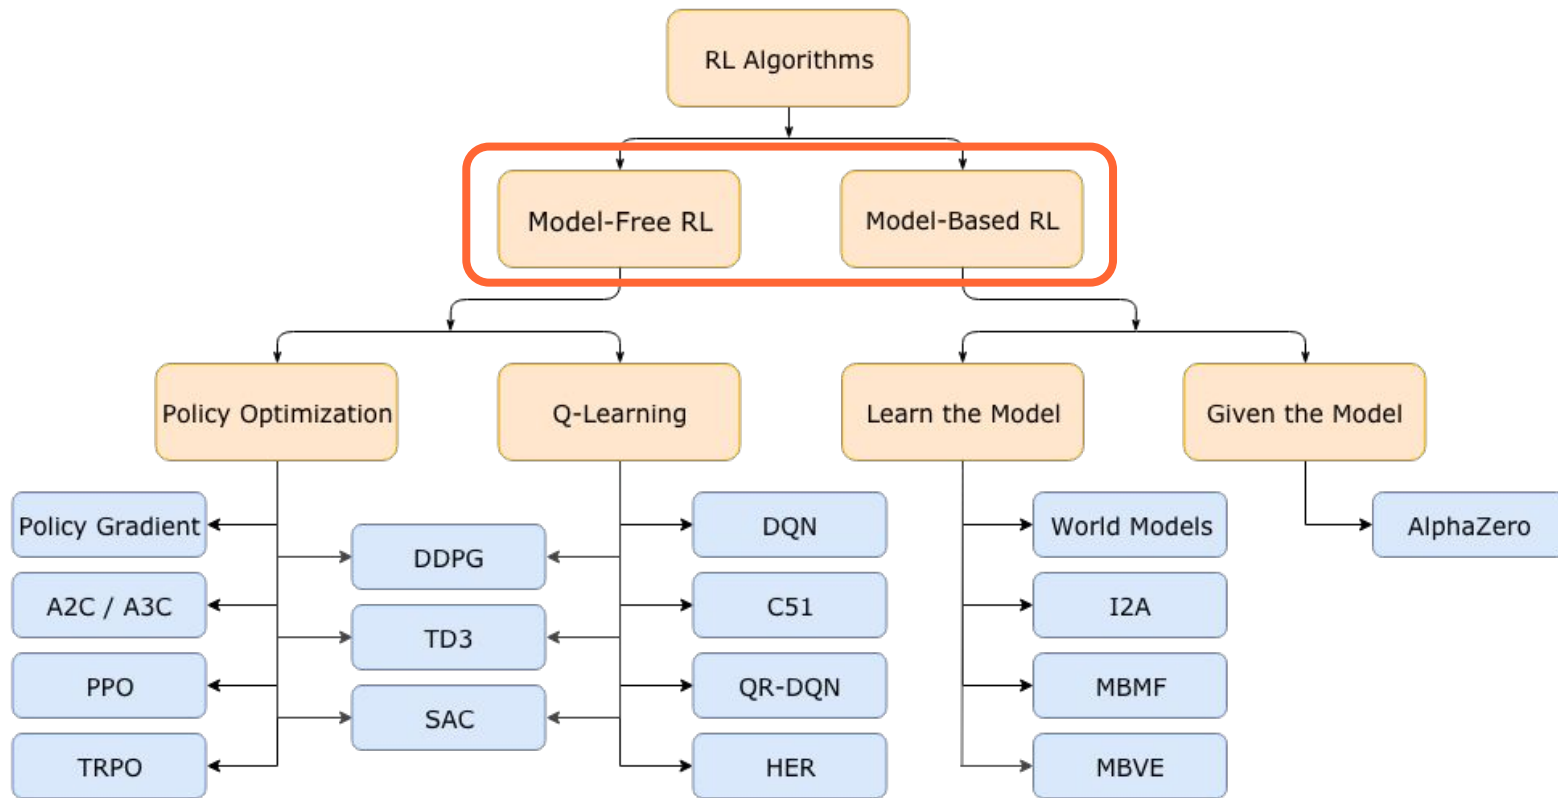 RL Algorithms
Model-Free RL
Model-Based RL
Policy Optimization
Q-Learning
Learn the Model
Given the Model
Policy Gradient
DDPG
DQN
World Models
AlphaZero
A2C / A3C
TD3
C51
I2A
PPO
SAC
QR-DQN
MBMF
TRPO
HER
MBVE